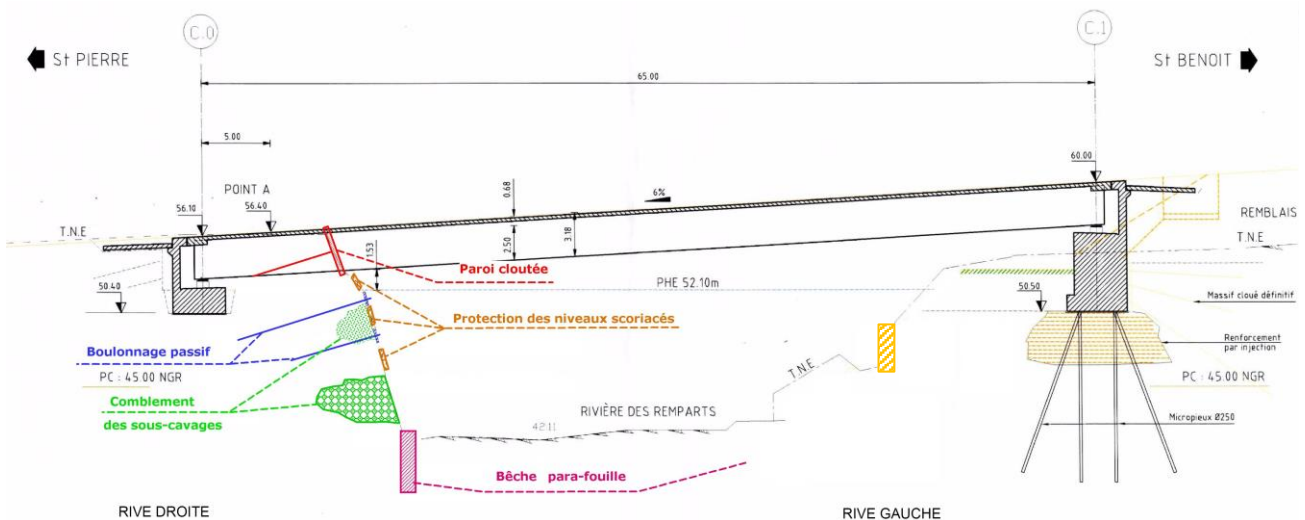 C.0
C.1
St PIERRE
St BENOIT
65.00
5.00
60.00
POINT A
0.68
6%
56.10
56.40
REMBLAIS
T.N.E
T.N.E
2.50
3.18
1.53
Paroi cloutée
PHE 52.10m
50.40
50.50
Massif cloué définitif
Protection des niveaux scoriacés
Boulonnage passif
Renforcement
par injection
PC : 45.00 NGR
T.N.E
PC : 45.00 NGR
Comblement
des sous-cavages
RIVIÈRE DES REMPARTS
Micropieux Ø250
42.11
Bêche para-fouille
RIVE DROITE
RIVE GAUCHE